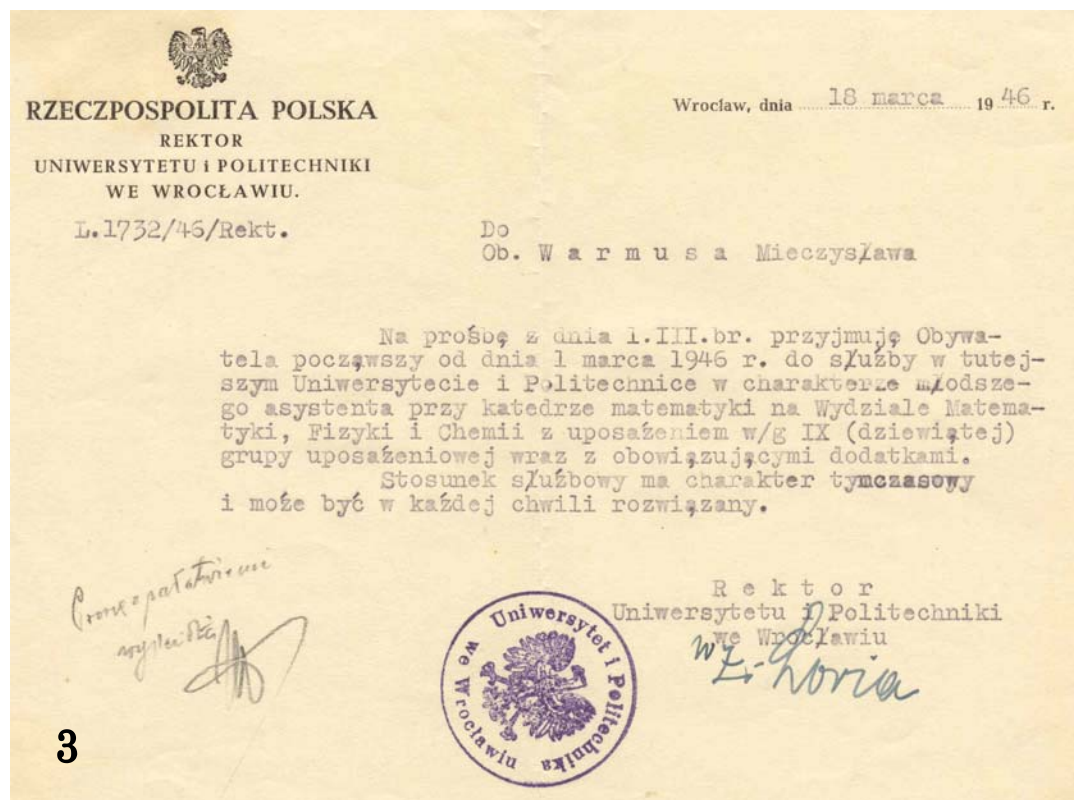 RZECZPOSPOLITA POLSKA
REKTOR
UNIWERSYTETU i POLITECHNIKI
WE WROCŁAWIU.
L.1732/46/Rekt.
Wrocław, dnia 18 marca 1946 r.
Do
Ob. W a r m u s a Mieczysława
Na prośbę z dnia 1.III.br. przyjmuję Obywa-
tela począwszy od dnia 1 marca 1946 r. do służby w tutej-
szym Uniwersytecie i Politechnice w charakterze młodsze-
go asystenta przy katedrze matematyki na Wydziale Matema-
tyki, Fizyki i Chemii z uposażeniem w/g IX (dziewiątej)
grupy uposażeniowej wraz z obowiązującymi dodatkami.
Stosunek służbowy ma charakter tymczasowy
i może być w każdej chwili rozwiązany.
R e k t o r
Uniwersytetu i Politechniki
we Wrocławiu
wz. Loria
Uniwersytet i Politechnika
we Wrocławiu
3